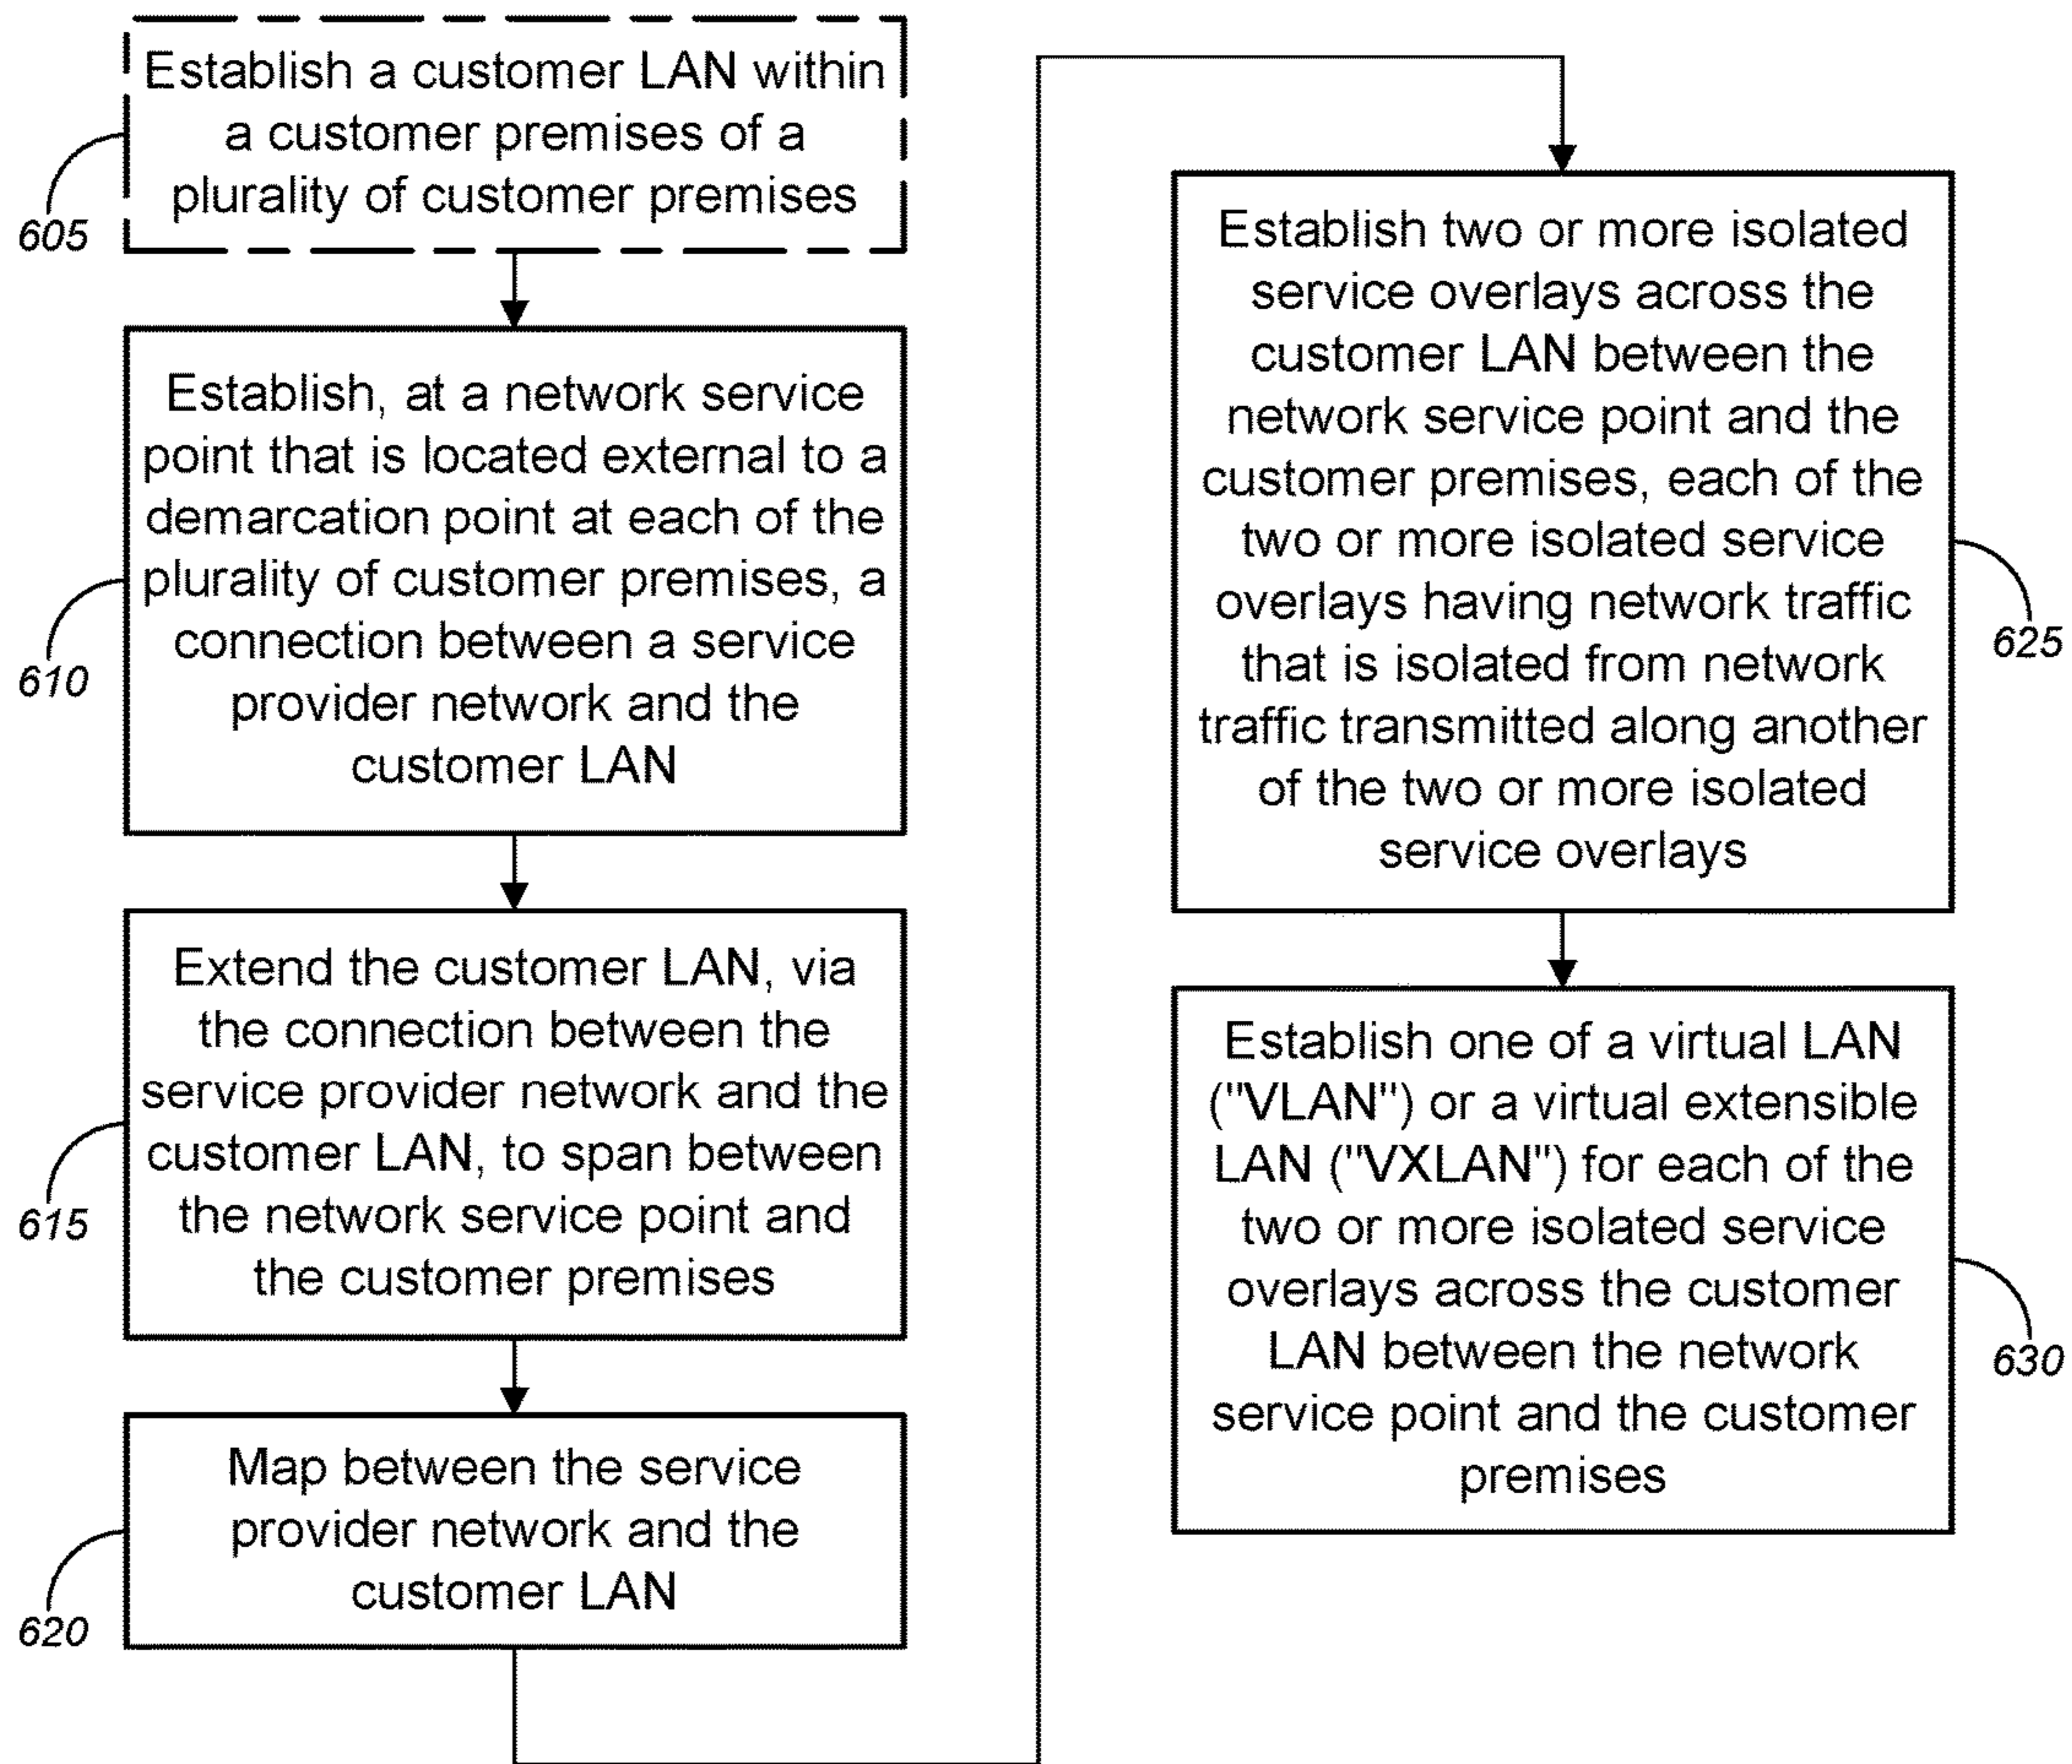 Establish a customer LAN within
a customer premises of a
plurality of customer premises
605
Establish, at a network service
point that is located external to a
demarcation point at each of the
plurality of customer premises, a
connection between a service
provider network and the
customer LAN
610
Extend the customer LAN, via
the connection between the
service provider network and the
customer LAN, to span between
the network service point and
the customer premises
615
Map between the service
provider network and the
customer LAN
620
Establish two or more isolated
service overlays across the
customer LAN between the
network service point and the
customer premises, each of the
two or more isolated service
overlays having network traffic
that is isolated from network
traffic transmitted along another
of the two or more isolated
service overlays
625
Establish one of a virtual LAN
("VLAN") or a virtual extensible
LAN ("VXLAN") for each of the
two or more isolated service
overlays across the customer
LAN between the network
service point and the customer
premises
630